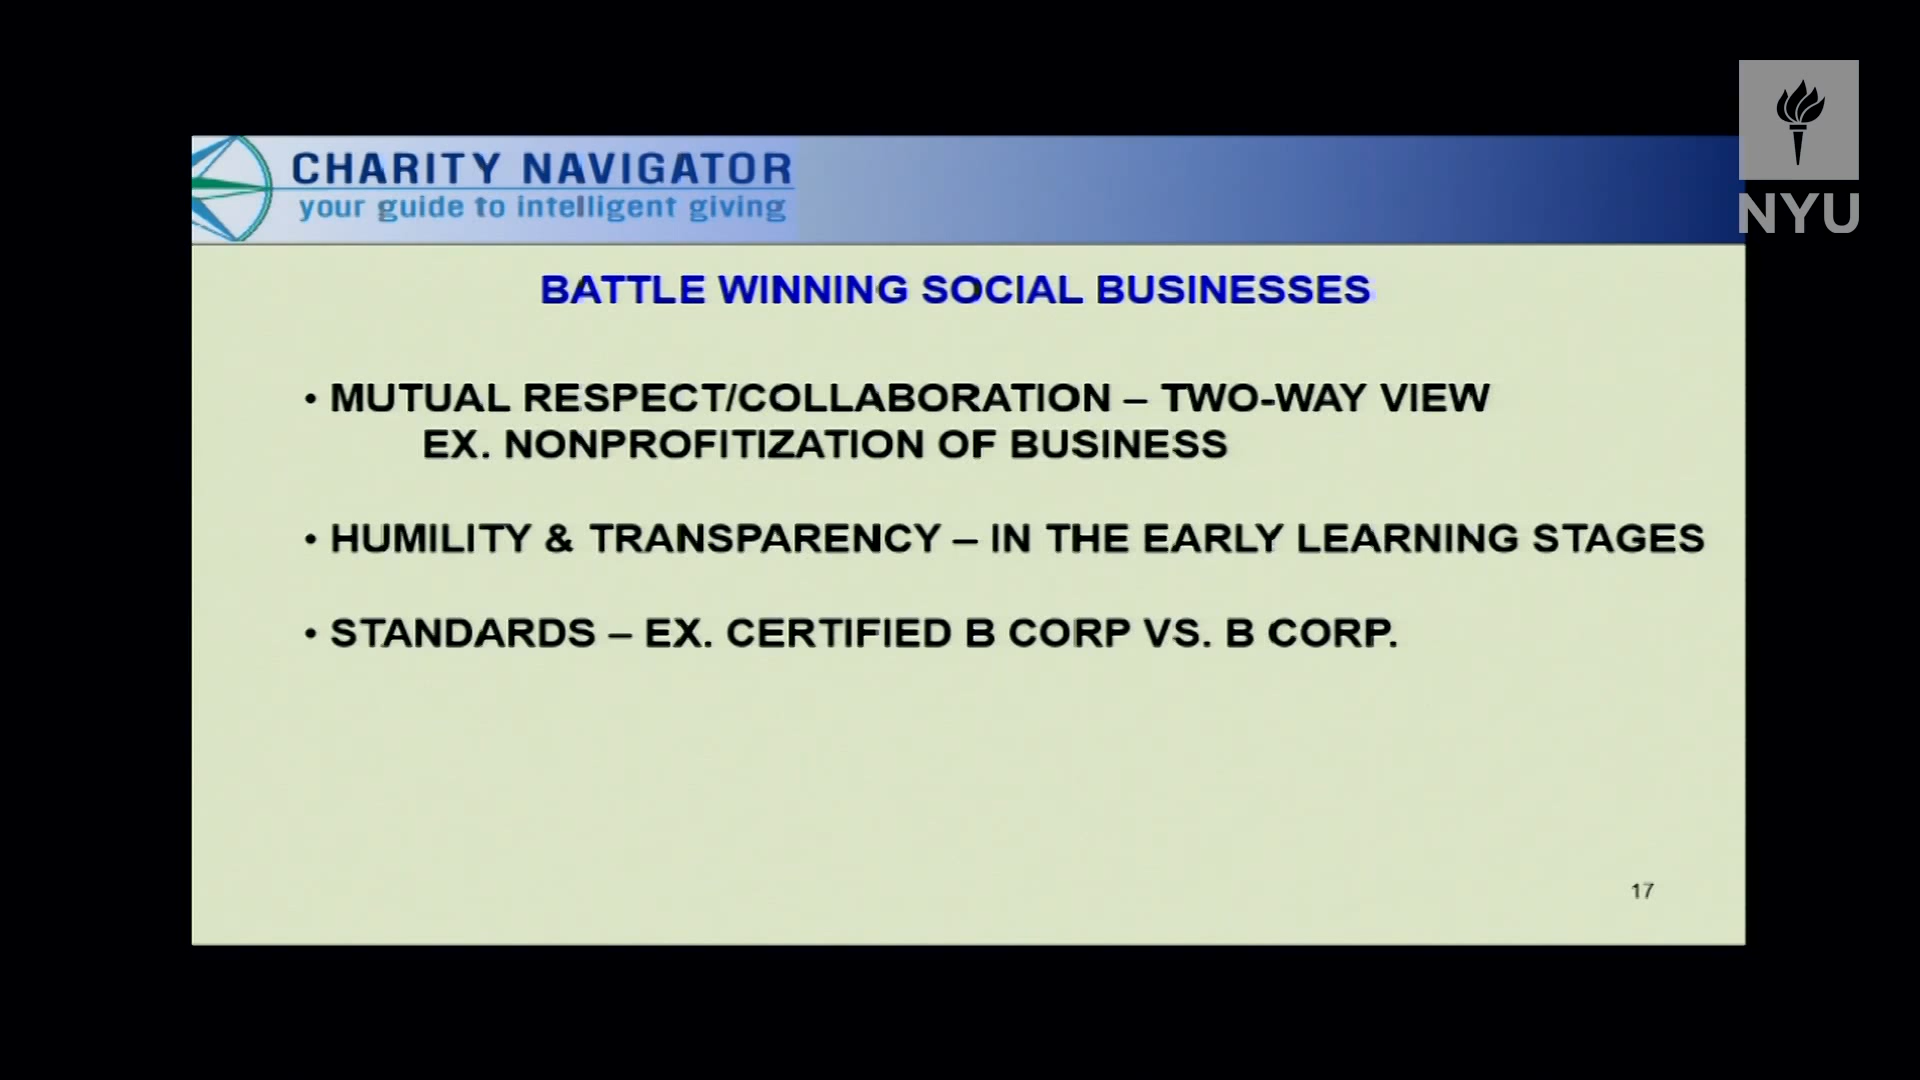 CHARITY NAVIGATOR
your guide to intelligent giving
NYU
BATTLE WINNING SOCIAL BUSINESSES
• MUTUAL RESPECT/COLLABORATION – TWO-WAY VIEW
EX. NONPROFITIZATION OF BUSINESS
• HUMILITY & TRANSPARENCY – IN THE EARLY LEARNING STAGES
• STANDARDS – EX. CERTIFIED B CORP VS. B CORP.
17